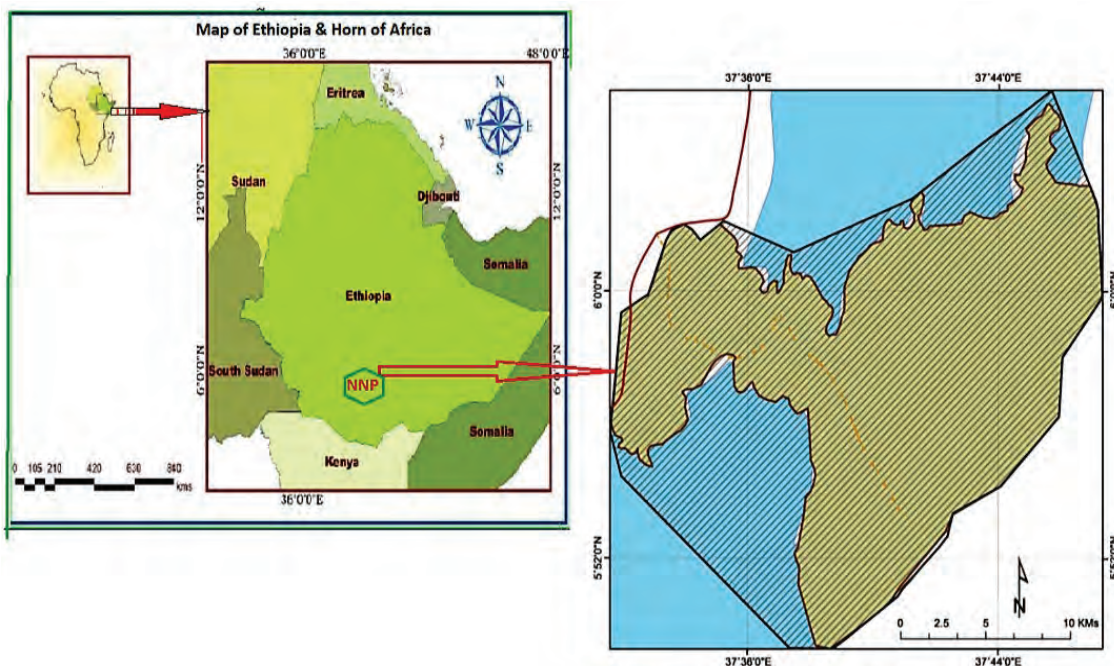 Map of Ethiopia & Horn of Africa
36°0'0"E
48°0'0"E
Eritrea
N
W
E
S
Sudan
12°0'0"N
12°0'0"N
Djibouti
Somalia
Ethiopia
South Sudan
NNP
6°0'0"N
6°0'0"N
Somalia
Kenya
0 105 210 420 630 840
kms
36°0'0"E
37°36'0"E
37°44'0"E
6°0'0"N
5°52'0"N
5°52'0"N
N
0 2.5 5 10 KMs
37°36'0"E
37°44'0"E